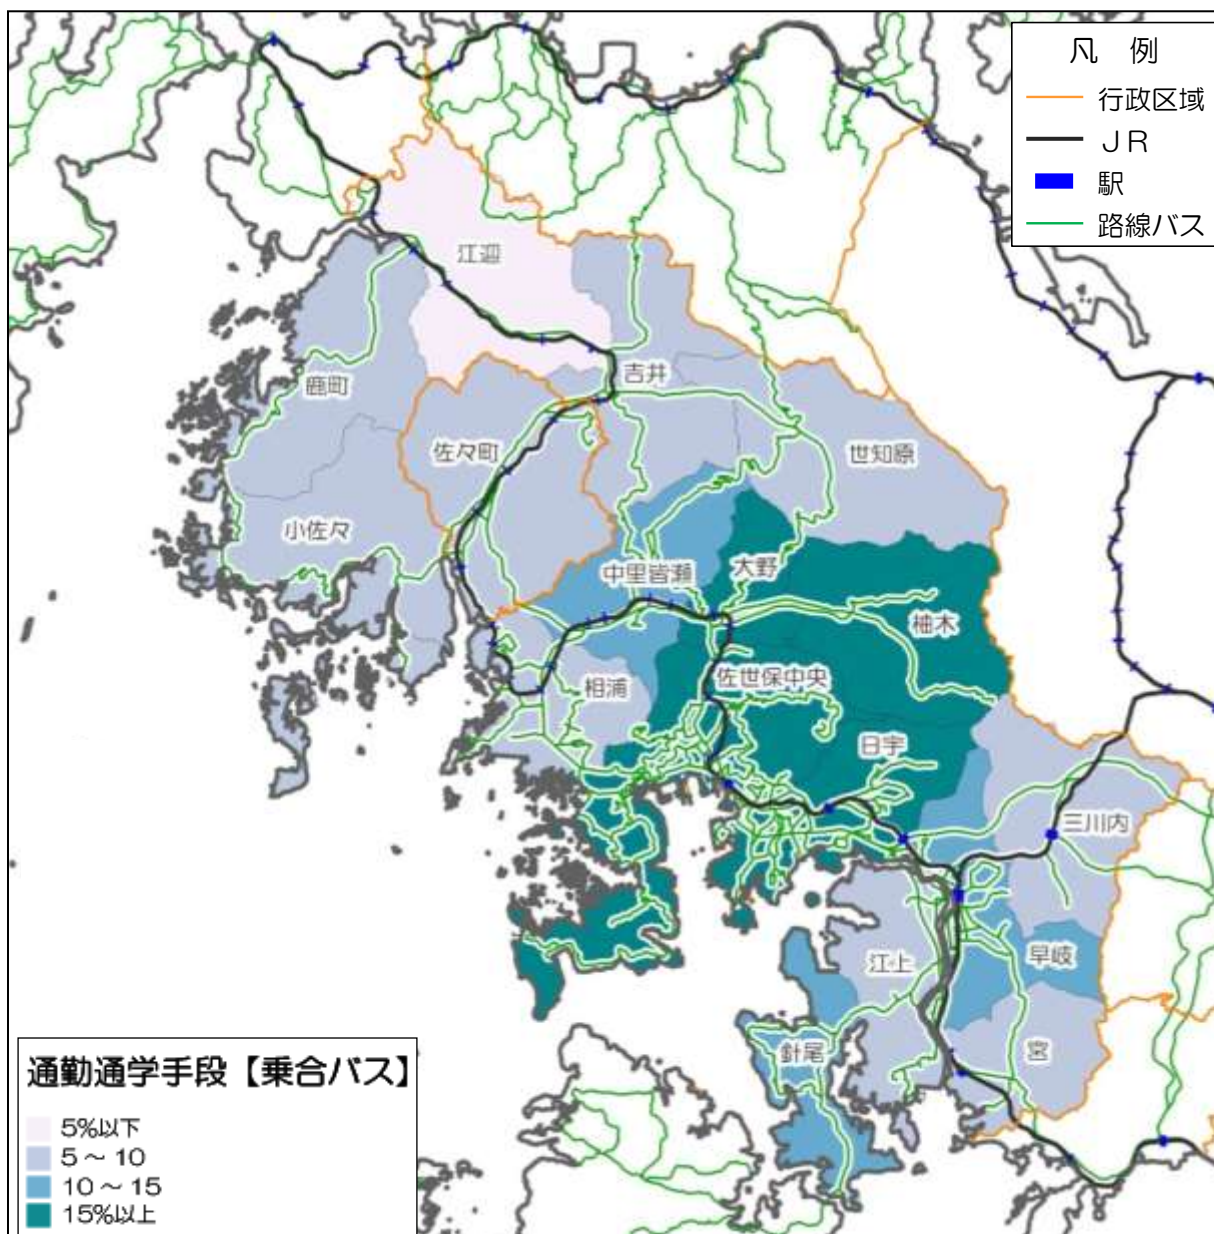 凡 例
行政区域
JR
駅
路線バス
江迎
吉井
鹿町
佐々町
世知原
小佐々
中里皆瀬
大野
柚木
相浦
佐世保中央
日宇
三川内
江上
早岐
針尾
宮
通勤通学手段【乗合バス】
5%以下
5～10
10～15
15%以上